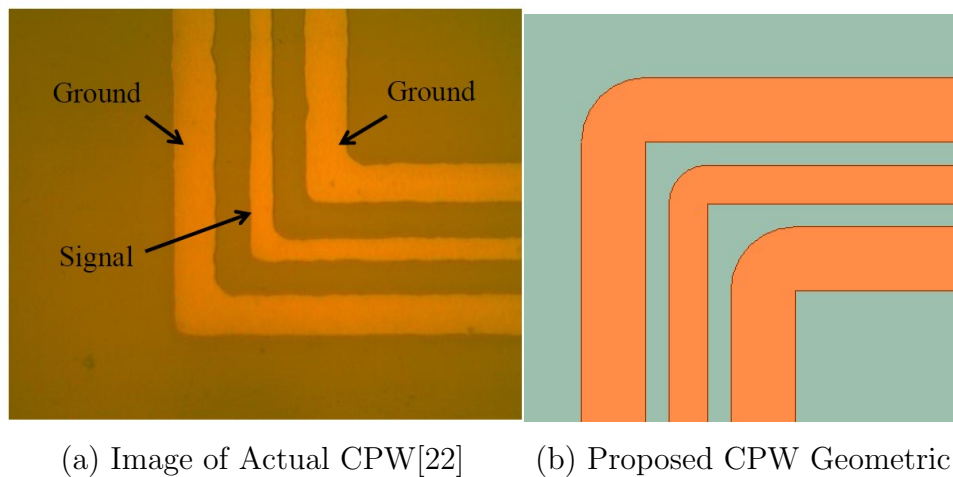 Ground
Ground
Signal
(a) Image of Actual CPW[22]
(b) Proposed CPW Geometric